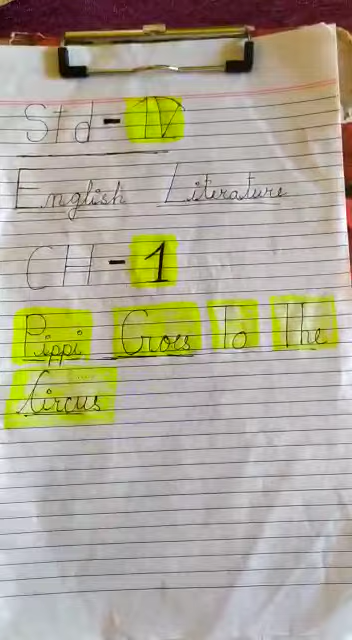 Std - IV
English Literature
CH - 1
Pippi Goes To The
Circus